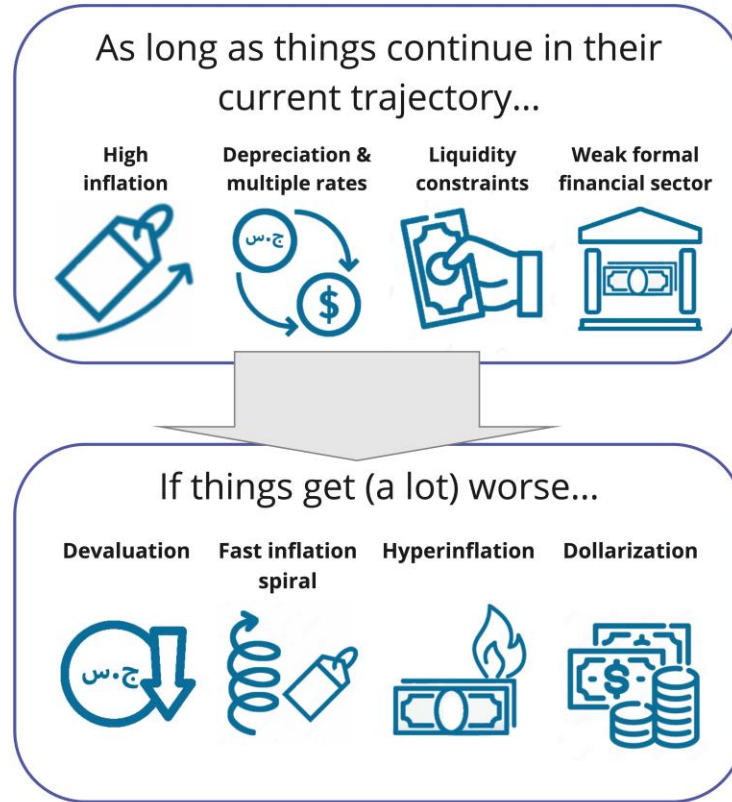 As long as things continue in their
current trajectory...
High
inflation
Depreciation &
multiple rates
Liquidity
constraints
Weak formal
financial sector
ج.س
$
If things get (a lot) worse...
Devaluation
Fast inflation
spiral
Hyperinflation
Dollarization
ج.س
$